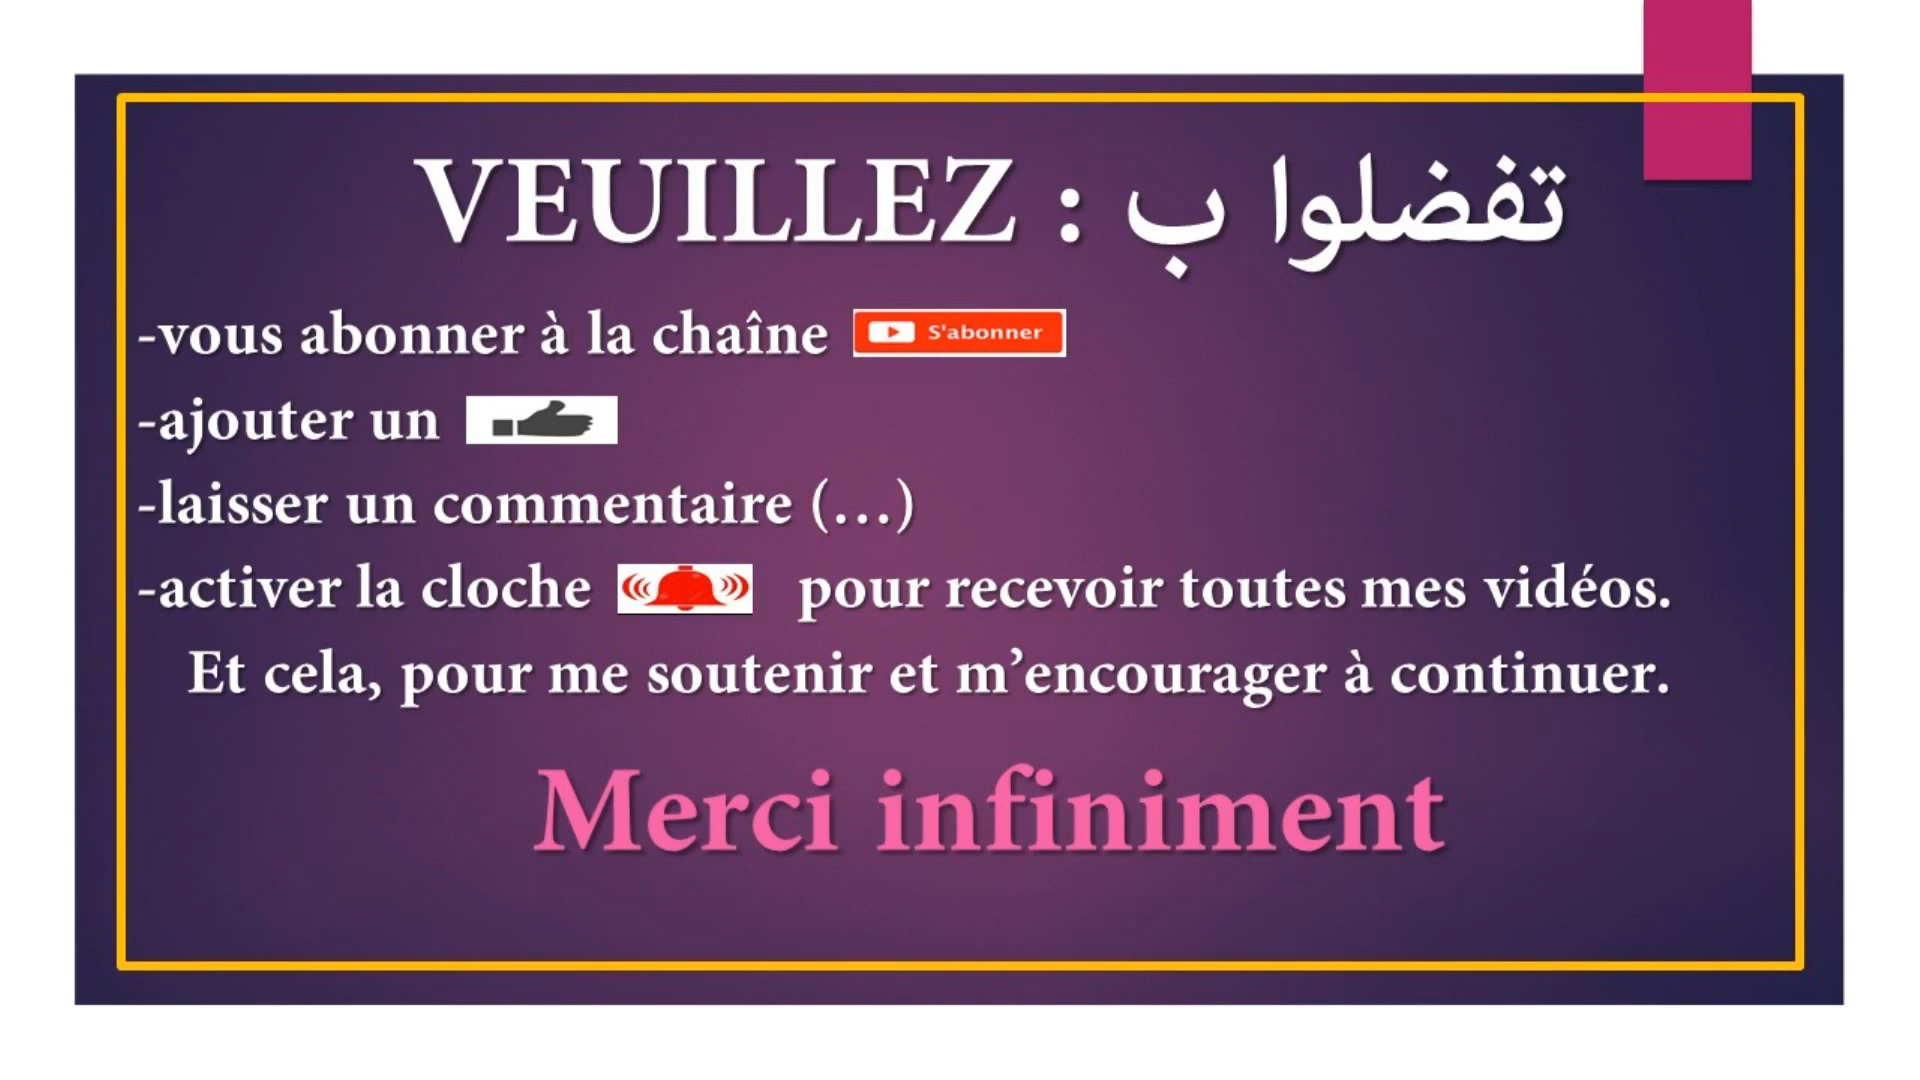 VEUILLEZ : تفضلوا ب
-vous abonner à la chaîne S'abonner
-ajouter un
-laisser un commentaire (…)
-activer la cloche pour recevoir toutes mes vidéos.
Et cela, pour me soutenir et m’encourager à continuer.
Merci infiniment